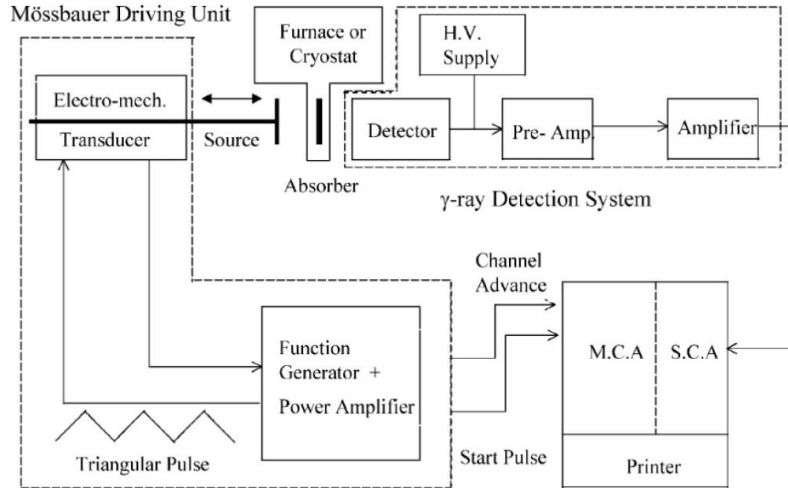 Mössbauer Driving Unit
Furnace or
Cryostat
H.V.
Supply
Electro-mech.
Transducer
Source
Absorber
Detector
Pre- Amp.
Amplifier
γ-ray Detection System
Channel
Advance
Function
Generator +
Power Amplifier
M.C.A
S.C.A
Triangular Pulse
Start Pulse
Printer